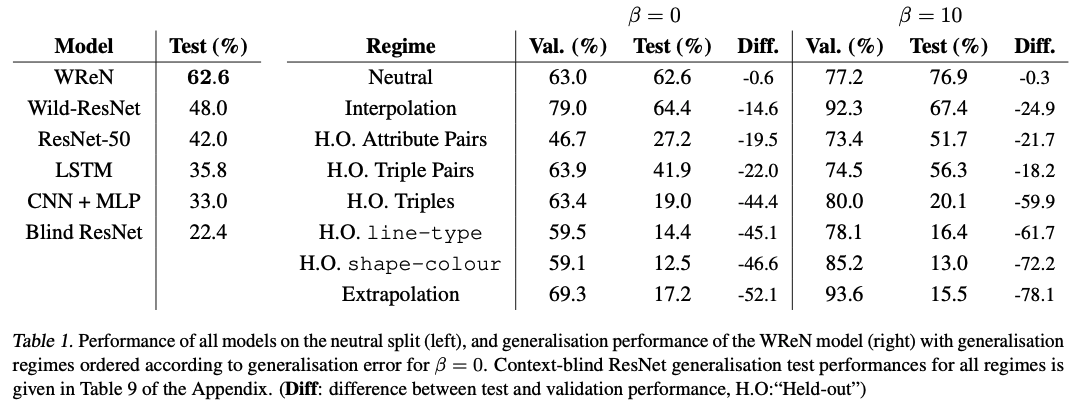 β = 0 β = 10
Model Test (%) Regime Val. (%) Test (%) Diff. Val. (%) Test (%) Diff.
WReN 62.6 Neutral 63.0 62.6 -0.6 77.2 76.9 -0.3
Wild-ResNet 48.0 Interpolation 79.0 64.4 -14.6 92.3 67.4 -24.9
ResNet-50 42.0 H.O. Attribute Pairs 46.7 27.2 -19.5 73.4 51.7 -21.7
LSTM 35.8 H.O. Triple Pairs 63.9 41.9 -22.0 74.5 56.3 -18.2
CNN + MLP 33.0 H.O. Triples 63.4 19.0 -44.4 80.0 20.1 -59.9
Blind ResNet 22.4 H.O. line-type 59.5 14.4 -45.1 78.1 16.4 -61.7
H.O. shape-colour 59.1 12.5 -46.6 85.2 13.0 -72.2
Extrapolation 69.3 17.2 -52.1 93.6 15.5 -78.1
Table 1. Performance of all models on the neutral split (left), and generalisation performance of the WReN model (right) with generalisation
regimes ordered according to generalisation error for β = 0. Context-blind ResNet generalisation test performances for all regimes is
given in Table 9 of the Appendix. (Diff: difference between test and validation performance, H.O:“Held-out”)